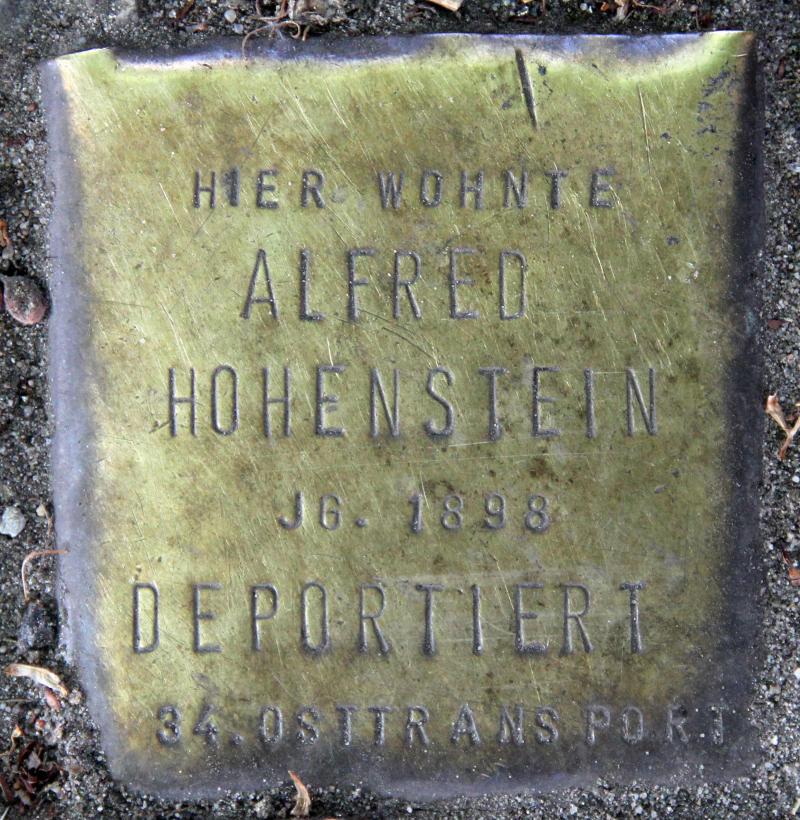 HIER WOHNTE
ALFRED
HOHENSTEIN
JG. 1898
DEPORTIERT
34. OSTTRANSPORT